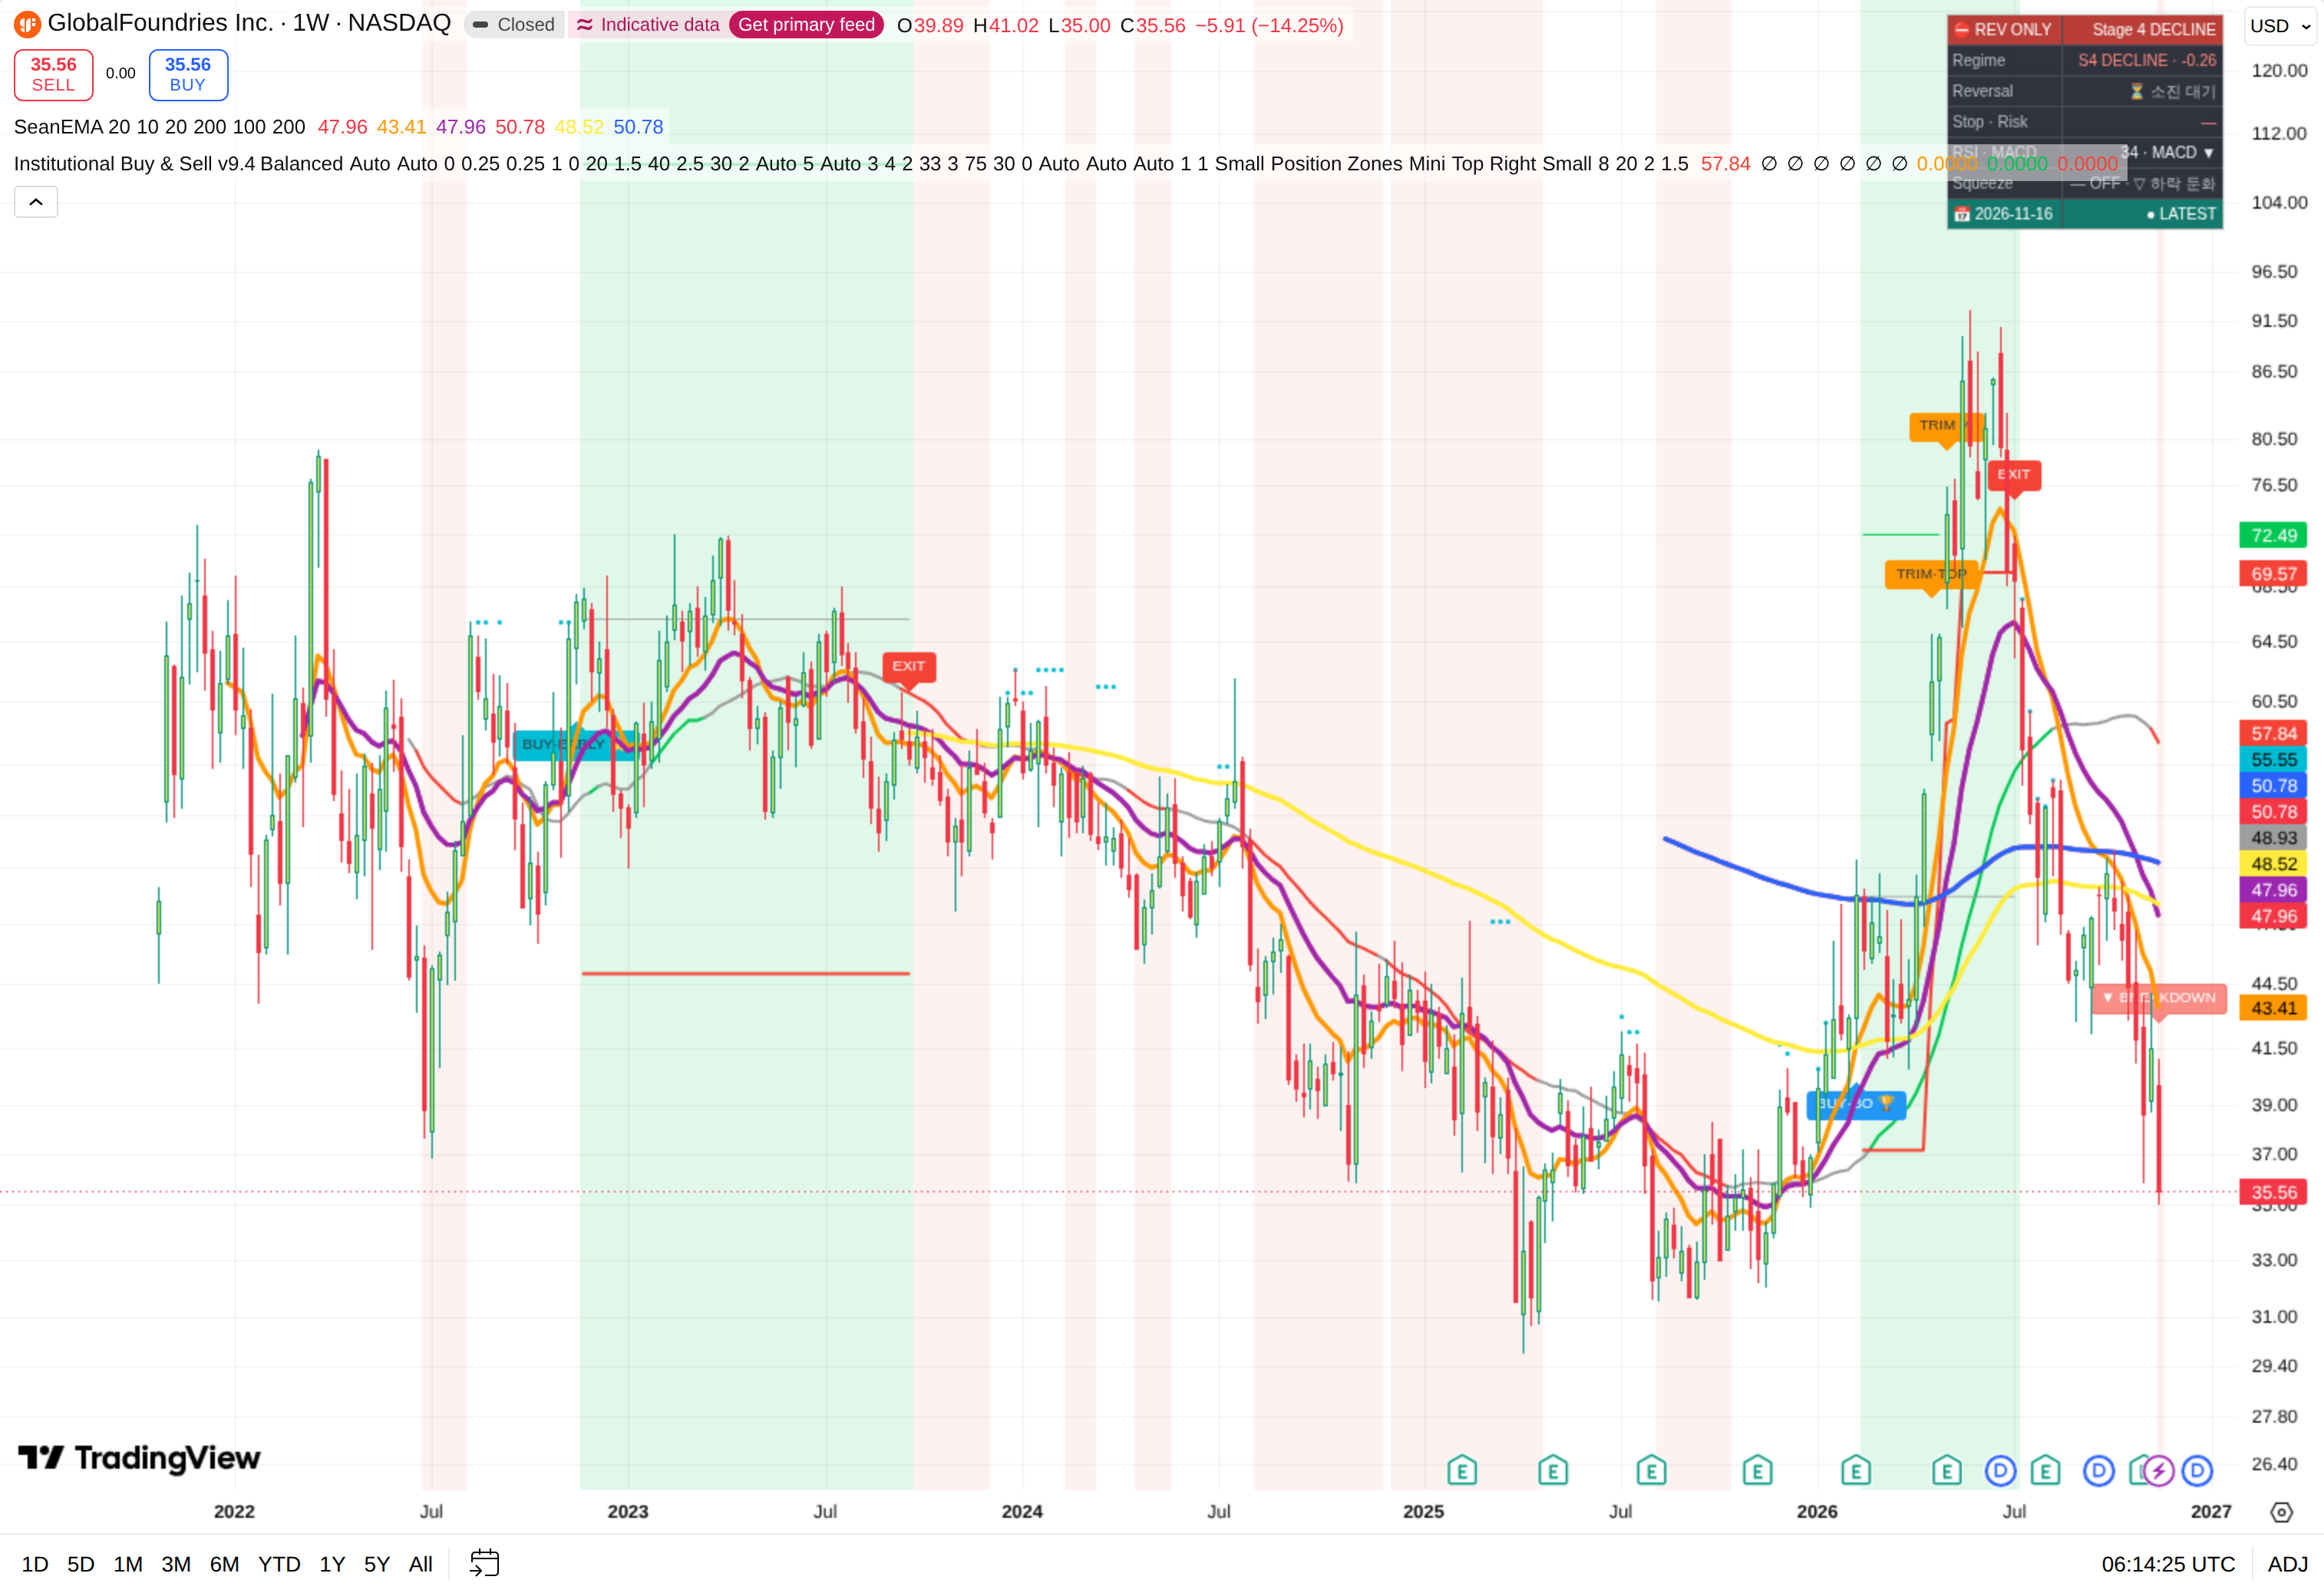 GlobalFoundries Inc. · 1W · NASDAQ Closed Indicative data Get primary feed O39.89 H41.02 L35.00 C35.56 −5.91 (−14.25%)
35.56 SELL 0.00 35.56 BUY
SeanEMA 20 10 20 200 100 200 47.96 43.41 47.96 50.78 48.52 50.78
Institutional Buy & Sell v9.4 Balanced Auto Auto 0 0.25 0.25 1 0 20 1.5 40 2.5 30 2 Auto 5 Auto 3 4 2 33 3 75 30 0 Auto Auto Auto 1 1 Small Position Zones Mini Top Right Small 8 20 2 1.5 57.84 ∅ ∅ ∅ ∅ ∅ ∅ 0.0000 0.0000 0.0000
REV ONLY Stage 4 DECLINE
Regime S4 DECLINE · -0.26
Reversal ⏳ 소진 대기
Stop · Risk —
RSI · MACD 34 · MACD ▼
Squeeze — OFF · ▽ 하락 둔화
2026-11-16 ● LATEST
USD
120.00
112.00
104.00
96.50
91.50
86.50
80.50
76.50
72.49
69.57
64.50
60.50
57.84
55.55
50.78
50.78
48.93
48.52
47.96
47.96
44.50
43.41
41.50
39.00
37.00
35.56
35.00
33.00
31.00
29.40
27.80
26.40
TRIM
EXIT
TRIM-TOP
EXIT
BUY-EARLY
▼ BREAKDOWN
BUY-BO 🏆
TradingView
E E E E E E D E D D
2022 Jul 2023 Jul 2024 Jul 2025 Jul 2026 Jul 2027
1D 5D 1M 3M 6M YTD 1Y 5Y All 06:14:25 UTC ADJ